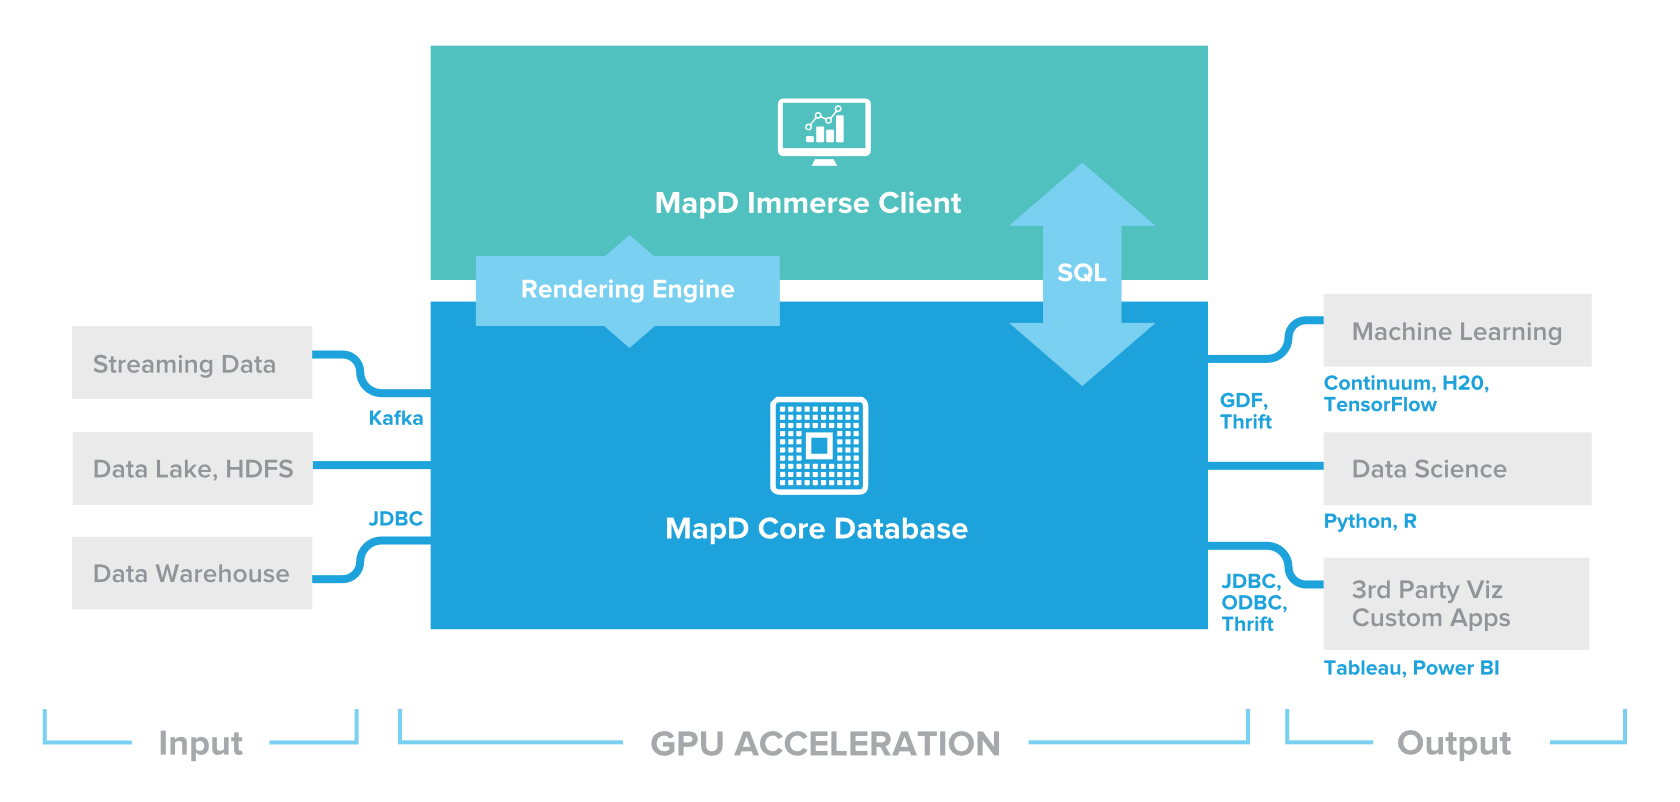 MapD Immerse Client
Rendering Engine
SQL
Streaming Data
Kafka
Data Lake, HDFS
JDBC
Data Warehouse
MapD Core Database
Machine Learning
Continuum, H20,
TensorFlow
GDF,
Thrift
Data Science
Python, R
JDBC,
ODBC,
Thrift
3rd Party Viz
Custom Apps
Tableau, Power BI
Input
GPU ACCELERATION
Output